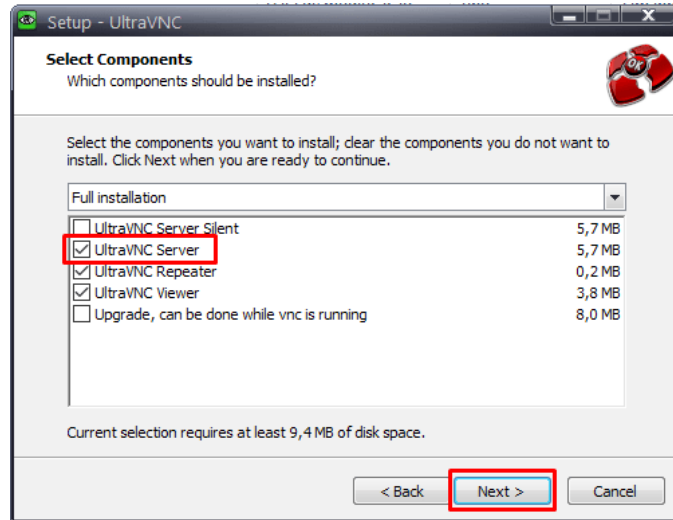 Setup - UltraVNC
Select Components
Which components should be installed?
OK
Select the components you want to install; clear the components you do not want to
install. Click Next when you are ready to continue.
Full installation
UltraVNC Server Silent 5,7 MB
UltraVNC Server 5,7 MB
UltraVNC Repeater 0,2 MB
UltraVNC Viewer 3,8 MB
Upgrade, can be done while vnc is running 8,0 MB
Current selection requires at least 9,4 MB of disk space.
< Back Next > Cancel